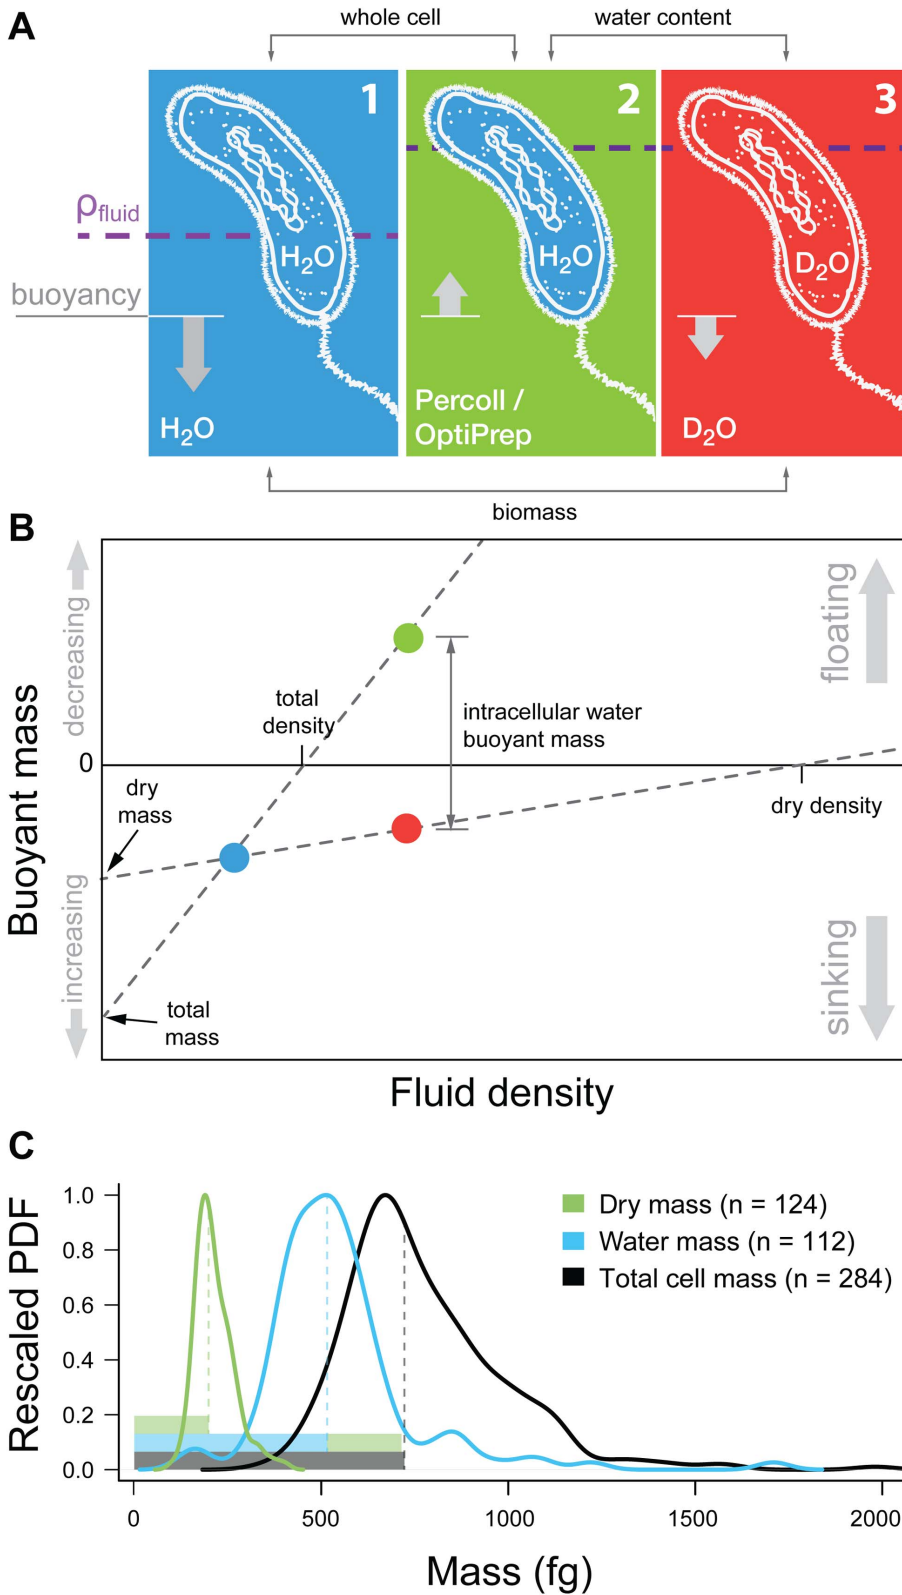 A
whole cell
water content
1
2
3
ρfluid
H₂O
H₂O
D₂O
buoyancy
H₂O
Percoll /
OptiPrep
D₂O
biomass
B
Buoyant mass
decreasing
increasing
0
total
density
dry
mass
total
mass
intracellular water
buoyant mass
dry density
floating
sinking
Fluid density
C
Rescaled PDF
1.0
0.8
0.6
0.4
0.2
0.0
Dry mass (n = 124)
Water mass (n = 112)
Total cell mass (n = 284)
0
500
1000
1500
2000
Mass (fg)